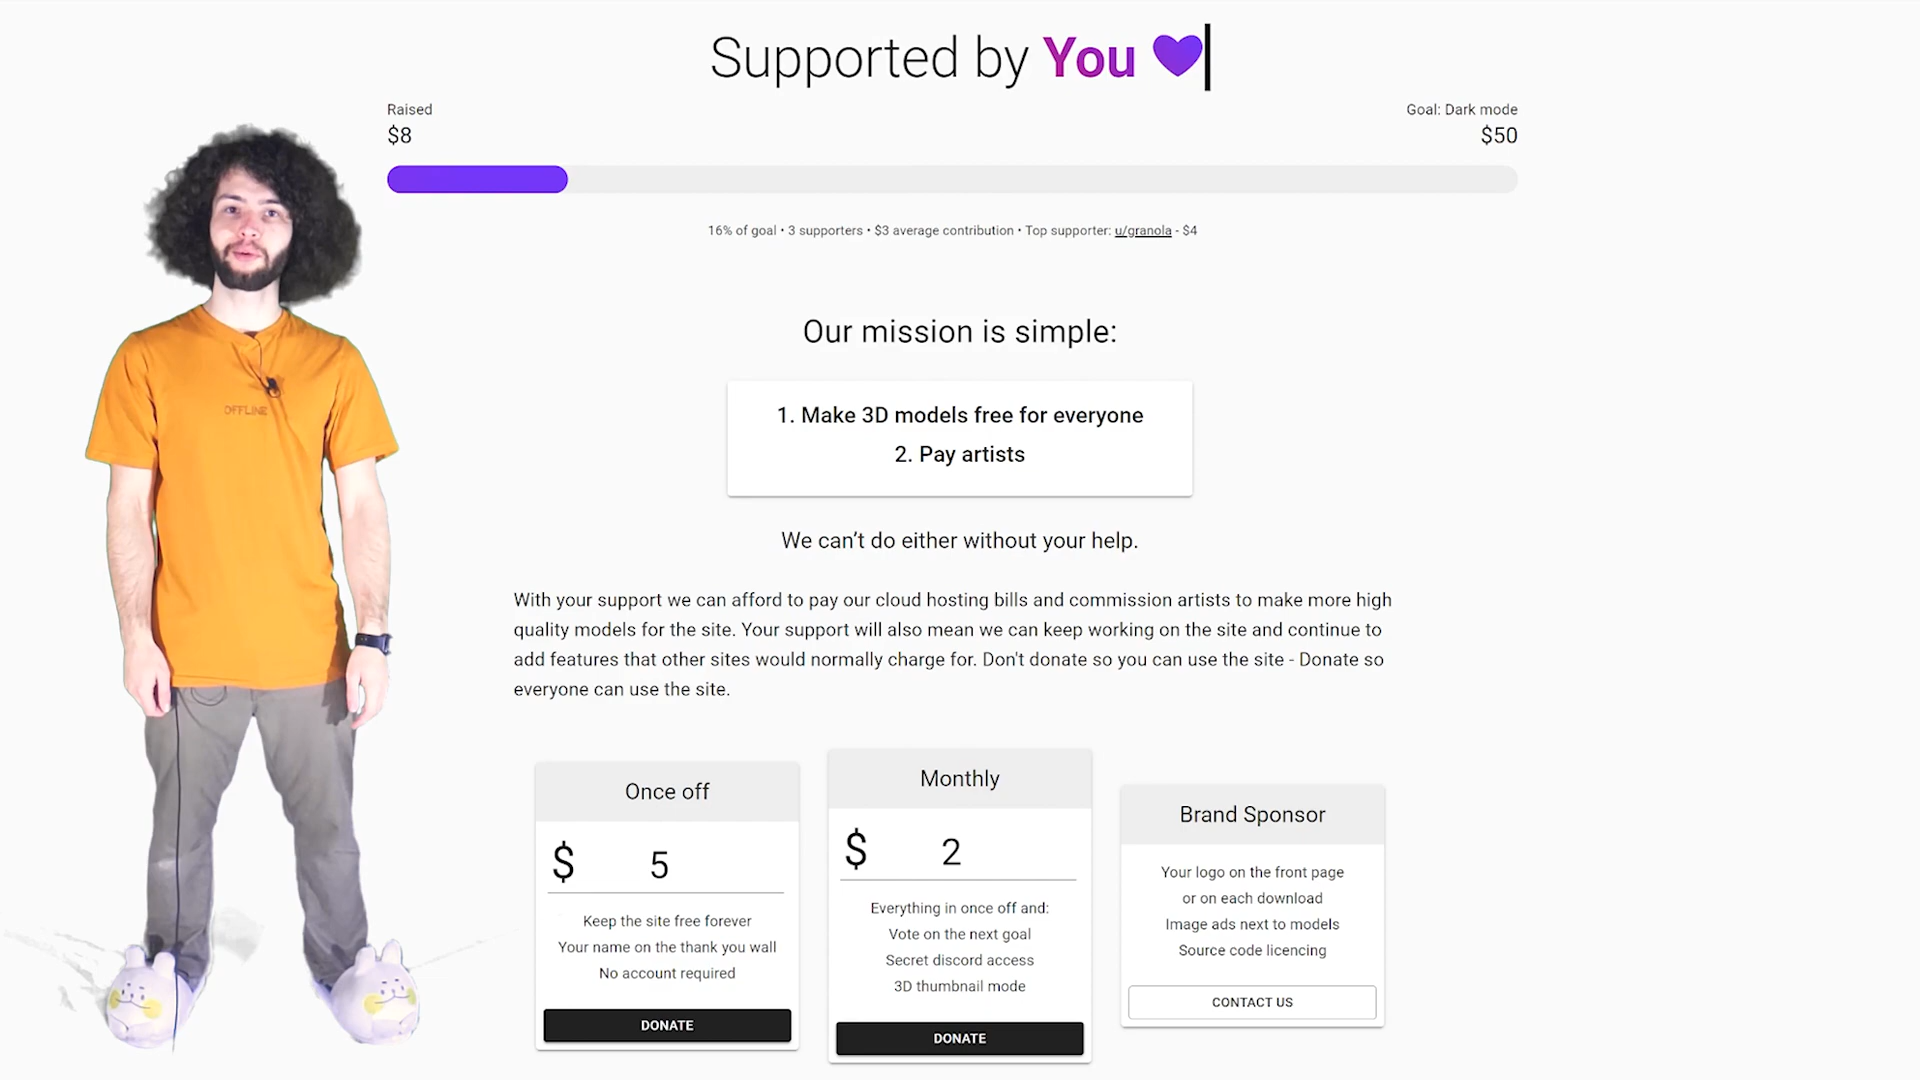 Supported by You 💜
Raised
Goal: Dark mode
$8
$50
16% of goal • 3 supporters • $3 average contribution • Top supporter: u/granola - $4
Our mission is simple:
1. Make 3D models free for everyone
2. Pay artists
We can’t do either without your help.
With your support we can afford to pay our cloud hosting bills and commission artists to make more high
quality models for the site. Your support will also mean we can keep working on the site and continue to
add features that other sites would normally charge for. Don't donate so you can use the site - Donate so
everyone can use the site.
Once off
$ 5
Keep the site free forever
Your name on the thank you wall
No account required
DONATE
Monthly
$ 2
Everything in once off and:
Vote on the next goal
Secret discord access
3D thumbnail mode
DONATE
Brand Sponsor
Your logo on the front page
or on each download
Image ads next to models
Source code licencing
CONTACT US
OFFLINE